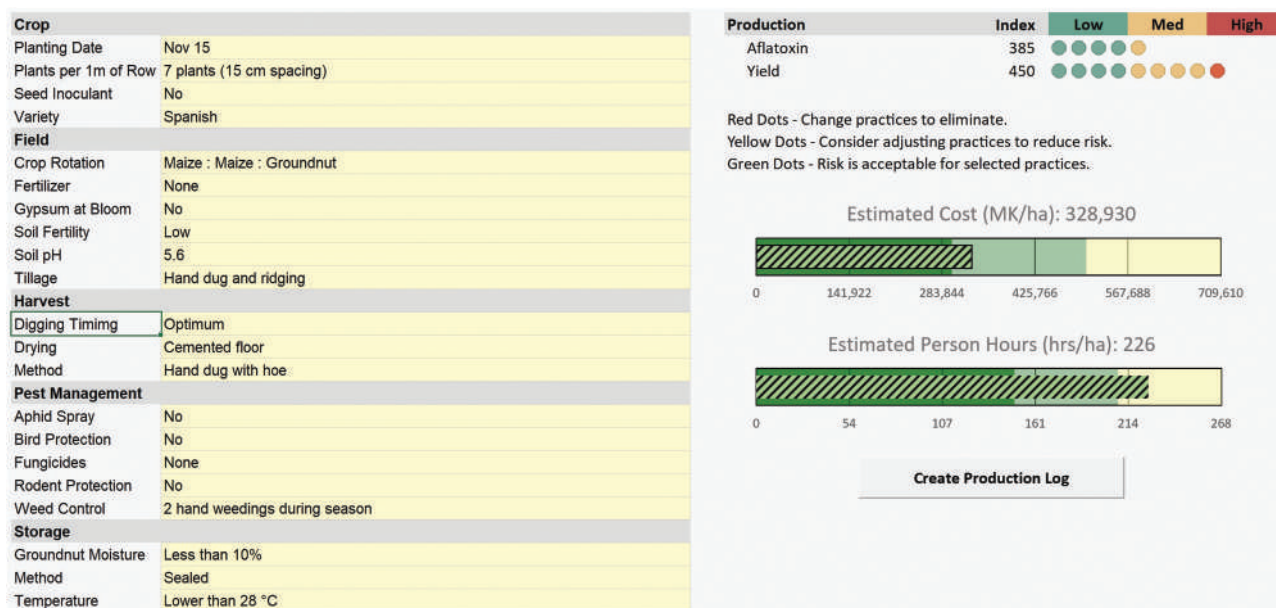 Crop
Planting Date Nov 15
Plants per 1m of Row 7 plants (15 cm spacing)
Seed Inoculant No
Variety Spanish
Field
Crop Rotation Maize : Maize : Groundnut
Fertilizer None
Gypsum at Bloom No
Soil Fertility Low
Soil pH 5.6
Tillage Hand dug and ridging
Harvest
Digging Timimg Optimum
Drying Cemented floor
Method Hand dug with hoe
Pest Management
Aphid Spray No
Bird Protection No
Fungicides None
Rodent Protection No
Weed Control 2 hand weedings during season
Storage
Groundnut Moisture Less than 10%
Method Sealed
Temperature Lower than 28 °C
Production Index Low Med High
Aflatoxin 385
Yield 450
Red Dots - Change practices to eliminate.
Yellow Dots - Consider adjusting practices to reduce risk.
Green Dots - Risk is acceptable for selected practices.
Estimated Cost (MK/ha): 328,930
0 141,922 283,844 425,766 567,688 709,610
Estimated Person Hours (hrs/ha): 226
0 54 107 161 214 268
Create Production Log